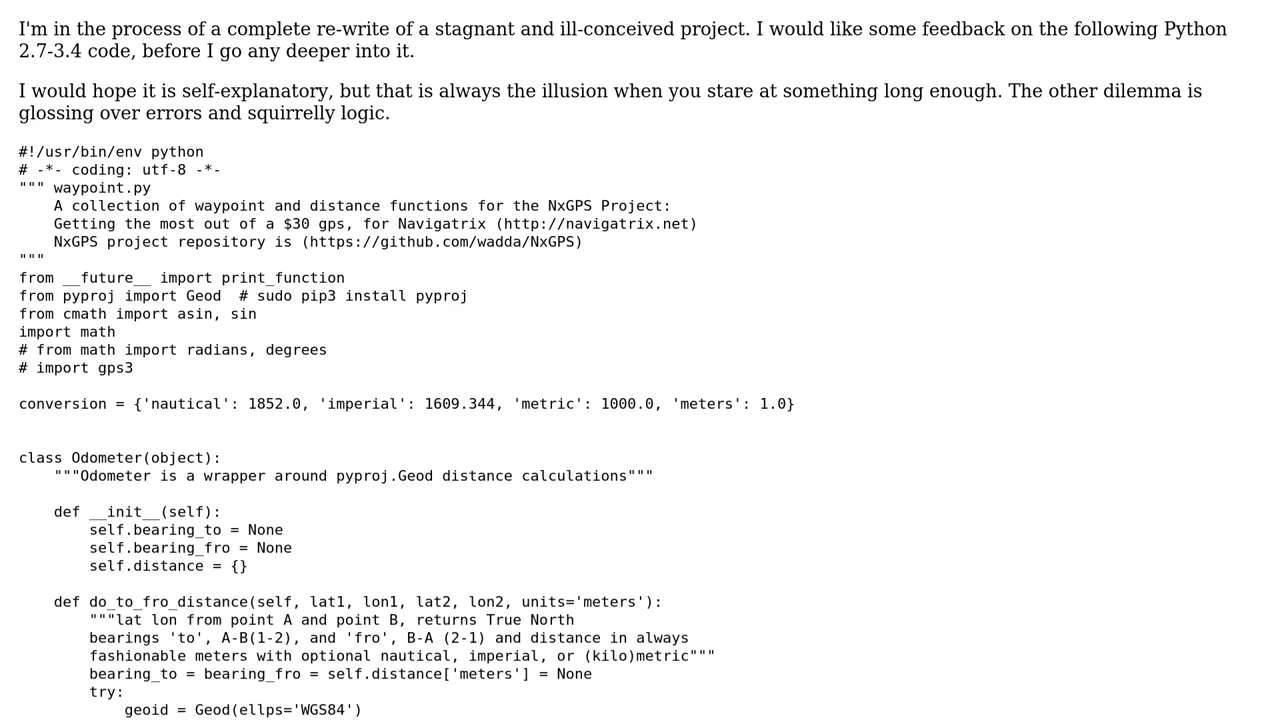 I'm in the process of a complete re-write of a stagnant and ill-conceived project. I would like some feedback on the following Python
2.7-3.4 code, before I go any deeper into it.
I would hope it is self-explanatory, but that is always the illusion when you stare at something long enough. The other dilemma is
glossing over errors and squirrelly logic.
#!/usr/bin/env python
# -*- coding: utf-8 -*-
""" waypoint.py
    A collection of waypoint and distance functions for the NxGPS Project:
    Getting the most out of a $30 gps, for Navigatrix (http://navigatrix.net)
    NxGPS project repository is (https://github.com/wadda/NxGPS)
"""
from __future__ import print_function
from pyproj import Geod  # sudo pip3 install pyproj
from cmath import asin, sin
import math
# from math import radians, degrees
# import gps3
conversion = {'nautical': 1852.0, 'imperial': 1609.344, 'metric': 1000.0, 'meters': 1.0}
class Odometer(object):
    """Odometer is a wrapper around pyproj.Geod distance calculations"""
    def __init__(self):
        self.bearing_to = None
        self.bearing_fro = None
        self.distance = {}
    def do_to_fro_distance(self, lat1, lon1, lat2, lon2, units='meters'):
        """lat lon from point A and point B, returns True North
        bearings 'to', A-B(1-2), and 'fro', B-A (2-1) and distance in always
        fashionable meters with optional nautical, imperial, or (kilo)metric"""
        bearing_to = bearing_fro = self.distance['meters'] = None
        try:
            geoid = Geod(ellps='WGS84')